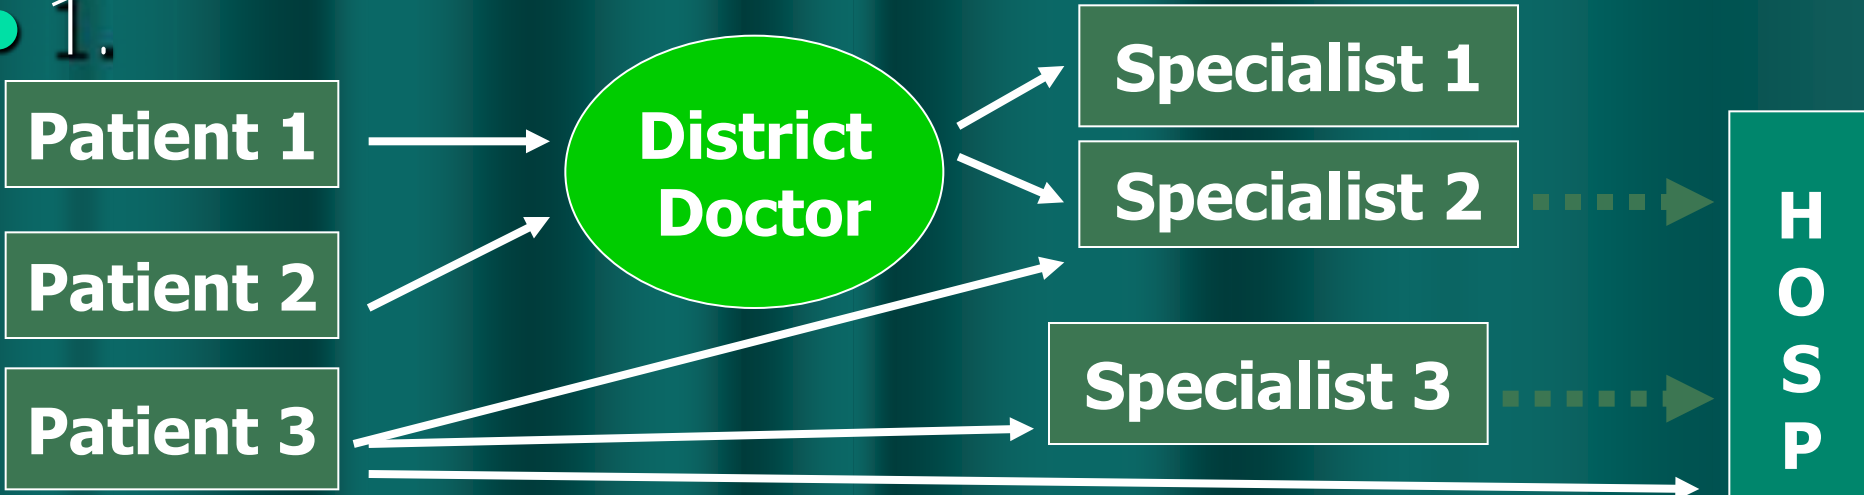 1.
Patient 1
Patient 2
Patient 3
District
Doctor
Specialist 1
Specialist 2
Specialist 3
H
O
S
P